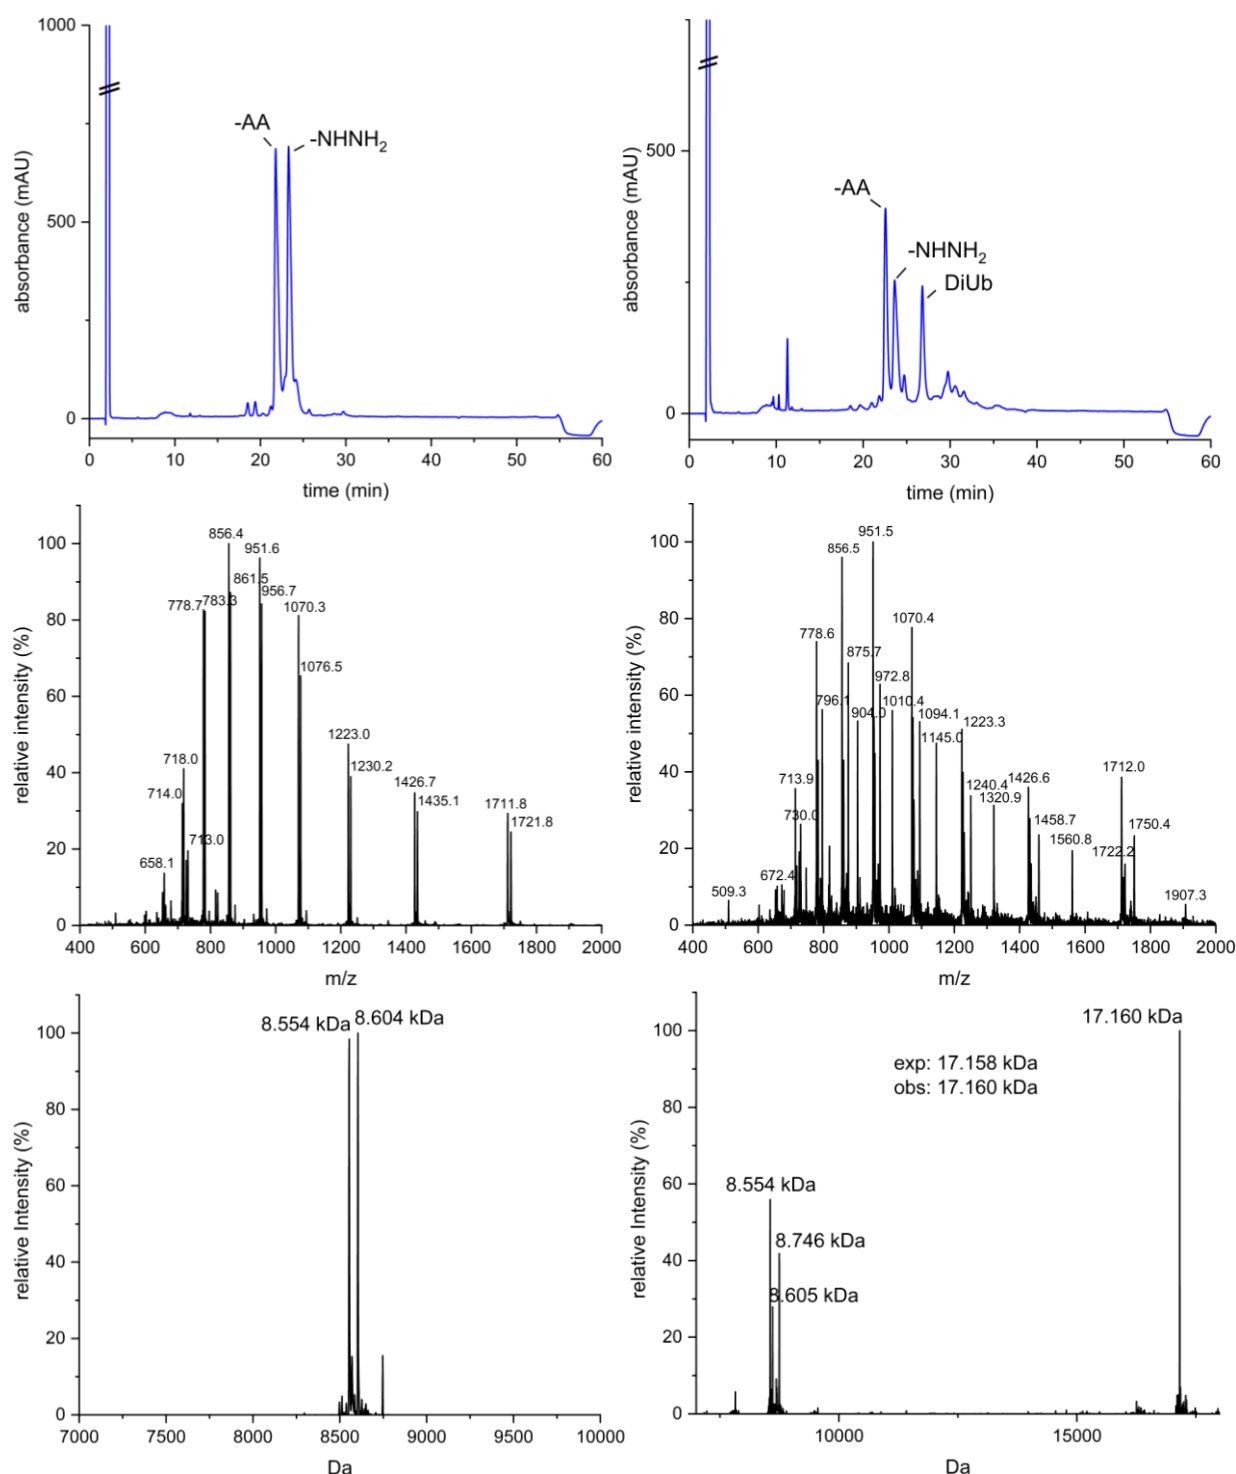 1000
500
0
absorbance (mAU)
-AA
-NHNH₂
0 10 20 30 40 50 60
time (min)
500
0
absorbance (mAU)
-AA
-NHNH₂
DiUb
0 10 20 30 40 50 60
time (min)
100
80
60
40
20
0
relative intensity (%)
856.4
951.6
861.5
956.7
778.7
783.3
1070.3
1076.5
1223.0
1230.2
718.0
714.0
713.0
658.1
1426.7
1435.1
1711.8
1721.8
400 600 800 1000 1200 1400 1600 1800 2000
m/z
100
80
60
40
20
0
relative intensity (%)
951.5
856.5
1070.4
778.6
875.7
972.8
796.1
904.0
1010.4
1094.1
1145.0
1223.3
713.9
730.0
1240.4
1320.9
1426.6
1712.0
1458.7
1560.8
1750.4
1722.2
672.4
509.3
1907.3
400 600 800 1000 1200 1400 1600 1800 2000
m/z
100
80
60
40
20
0
relative Intensity (%)
8.554 kDa
8.604 kDa
7000 7500 8000 8500 9000 9500 10000
Da
100
80
60
40
20
0
relative Intensity (%)
17.160 kDa
exp: 17.158 kDa
obs: 17.160 kDa
8.554 kDa
8.746 kDa
8.605 kDa
10000 15000
Da